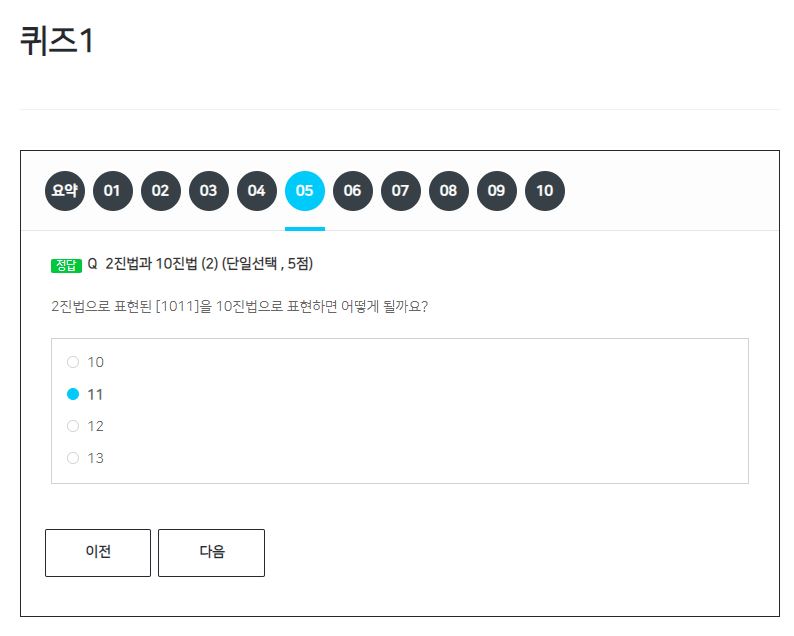 퀴즈1
요약 01 02 03 04 05 06 07 08 09 10
정답 Q 2진법과 10진법 (2) (단일선택 , 5점)
2진법으로 표현된 [1011]을 10진법으로 표현하면 어떻게 될까요?
10
11
12
13
이전 다음